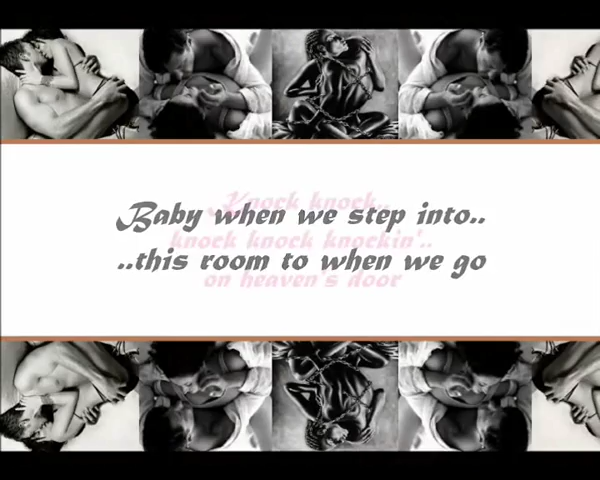 Knock knock..
Baby when we step into..
knock knock knockin'..
..this room to when we go
on heaven's door